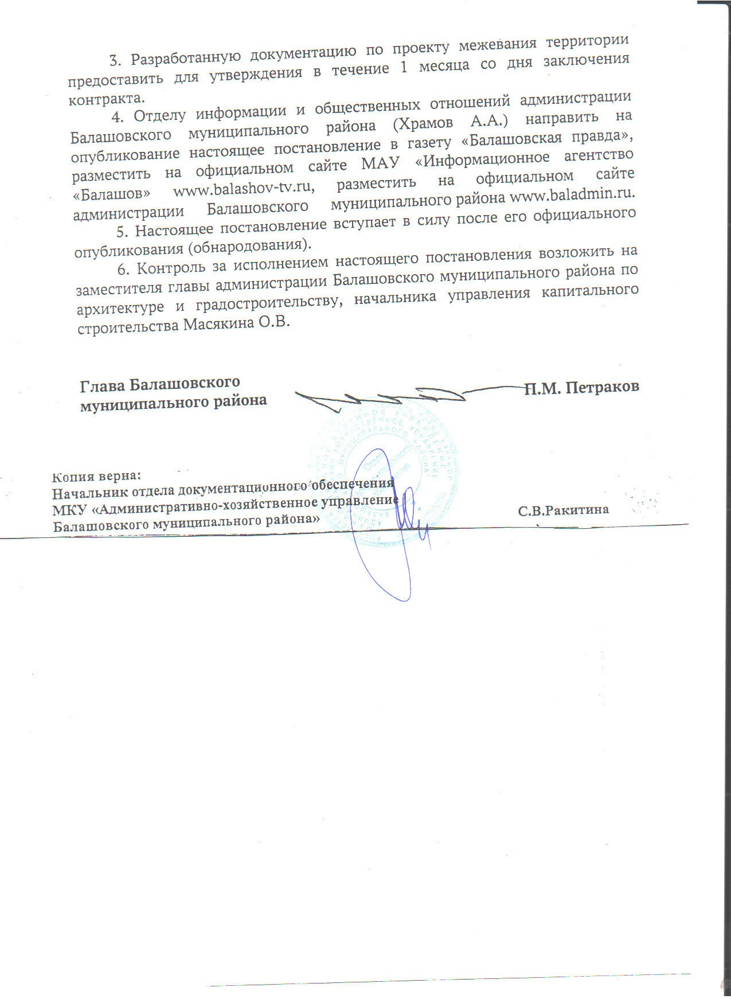 3. Разработанную документацию по проекту межевания территории
предоставить для утверждения в течение 1 месяца со дня заключения
контракта.
4. Отделу информации и общественных отношений администрации
Балашовского муниципального района (Храмов А.А.) направить на
опубликование настоящее постановление в газету «Балашовская правда»,
разместить на официальном сайте МАУ «Информационное агентство
«Балашов» www.balashov-tv.ru, разместить на официальном сайте
администрации Балашовского муниципального района www.baladmin.ru.
5. Настоящее постановление вступает в силу после его официального
опубликования (обнародования).
6. Контроль за исполнением настоящего постановления возложить на
заместителя главы администрации Балашовского муниципального района по
архитектуре и градостроительству, начальника управления капитального
строительства Масякина О.В.
Глава Балашовского
муниципального района
П.М. Петраков
Отдел
Копия верна:
Начальник отдела документационного обеспечения
МКУ «Административно-хозяйственное управление
Балашовского муниципального района»
С.В.Ракитина